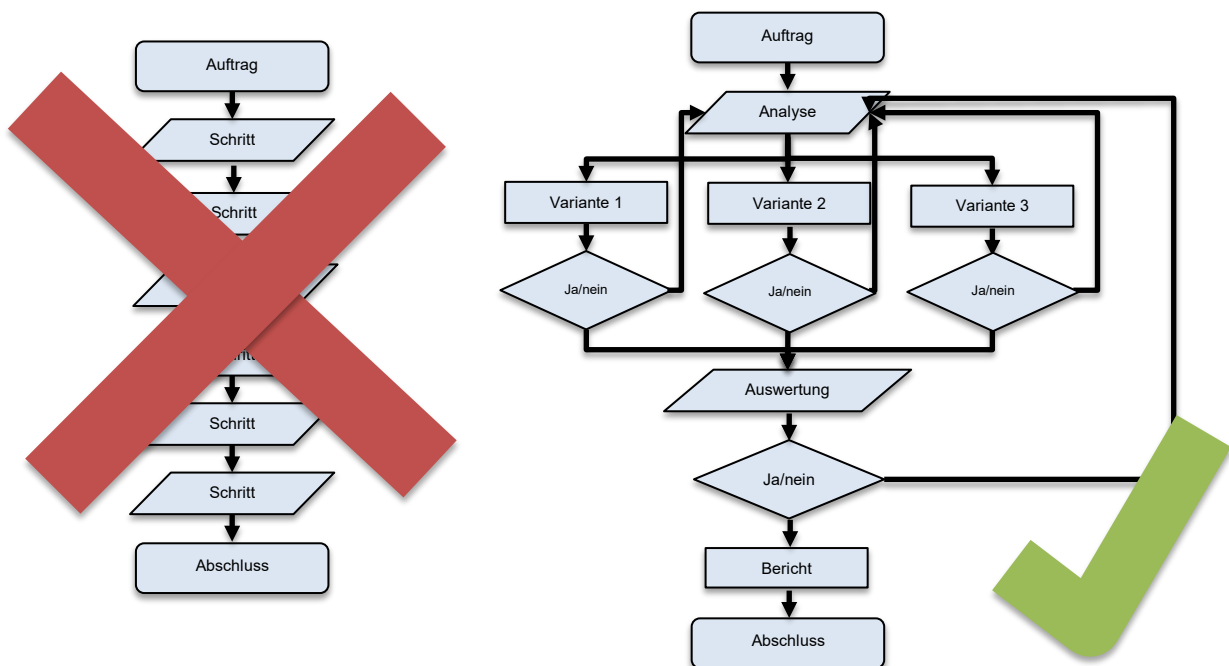 Auftrag
Schritt
Schritt
Schritt
Schritt
Abschluss
Auftrag
Analyse
Variante 1
Variante 2
Variante 3
Ja/nein
Ja/nein
Ja/nein
Auswertung
Ja/nein
Bericht
Abschluss